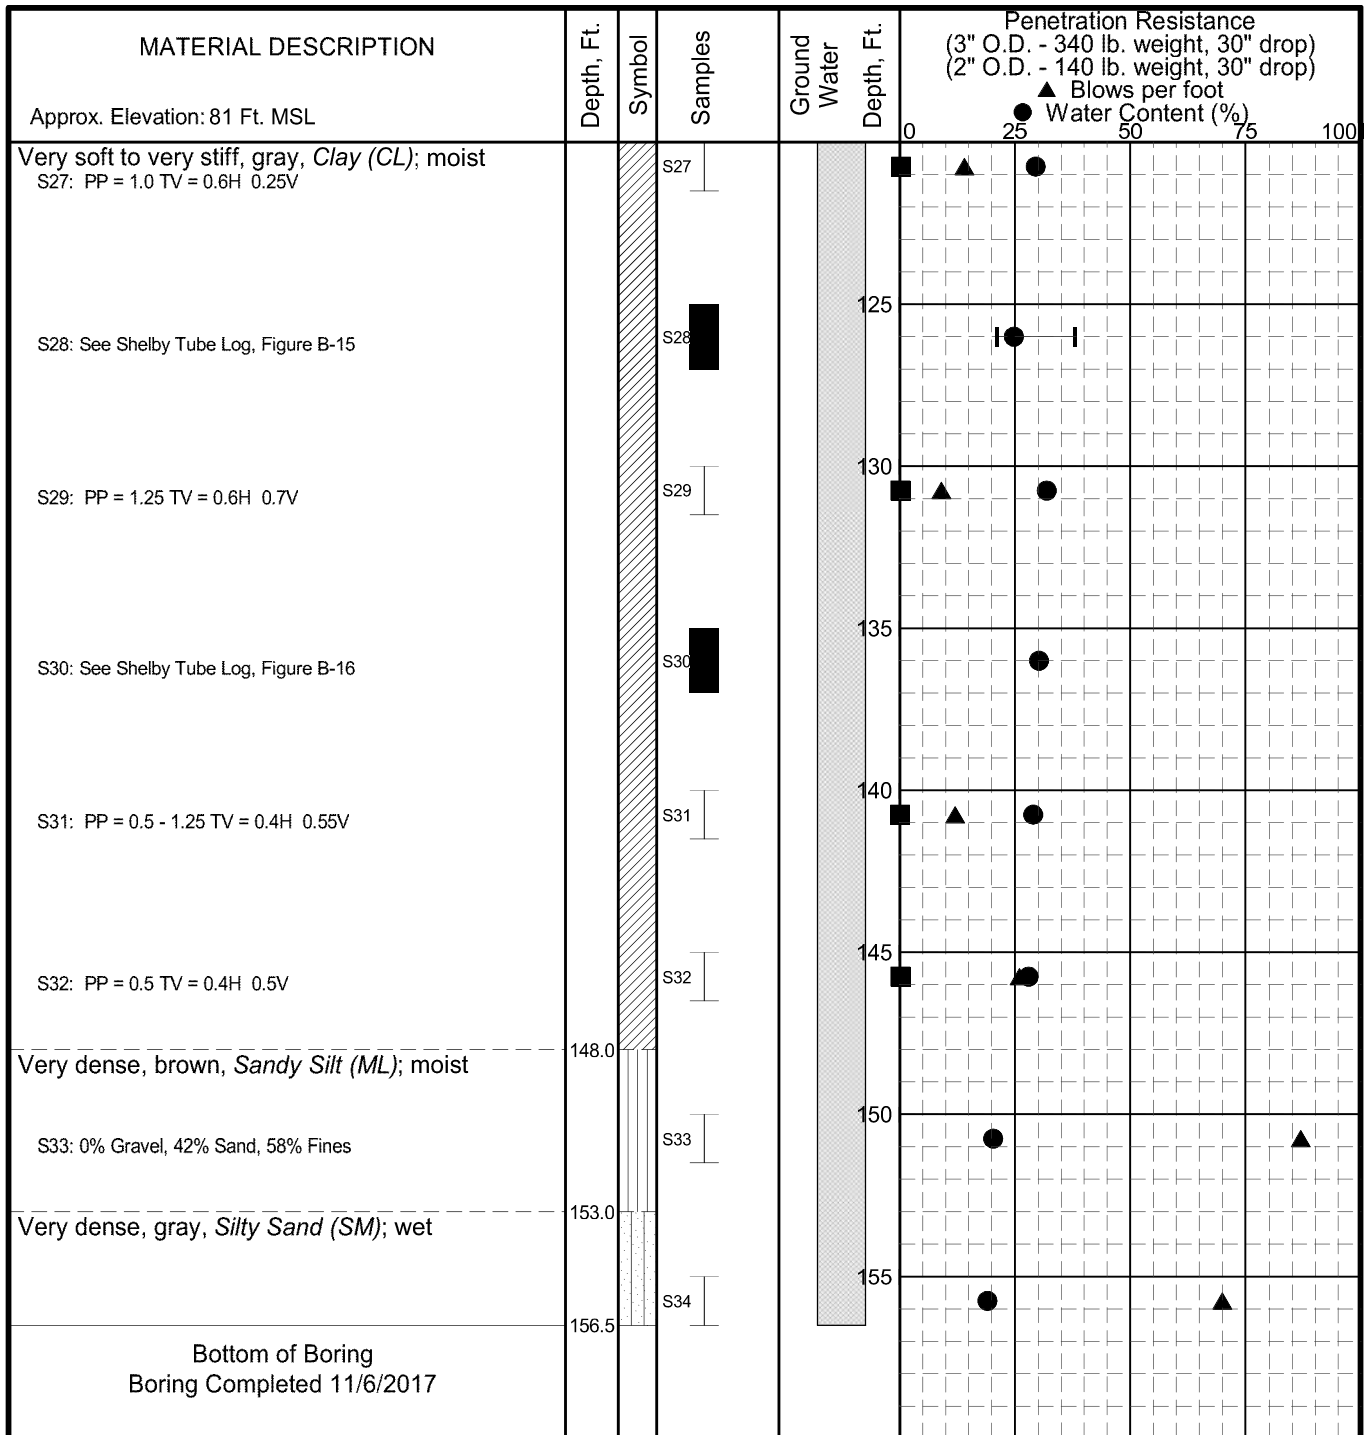 MATERIAL DESCRIPTION
Approx. Elevation: 81 Ft. MSL
Depth, Ft.
Symbol
Samples
Ground
Water
Depth, Ft.
Penetration Resistance
(3" O.D. - 340 lb. weight, 30" drop)
(2" O.D. - 140 lb. weight, 30" drop)
▲ Blows per foot
● Water Content (%)
0 25 50 75 100
Very soft to very stiff, gray, Clay (CL); moist
S27: PP = 1.0 TV = 0.6H 0.25V
S27
125
S28: See Shelby Tube Log, Figure B-15
S28
130
S29: PP = 1.25 TV = 0.6H 0.7V
S29
135
S30: See Shelby Tube Log, Figure B-16
S30
140
S31: PP = 0.5 - 1.25 TV = 0.4H 0.55V
S31
145
S32: PP = 0.5 TV = 0.4H 0.5V
S32
148.0
Very dense, brown, Sandy Silt (ML); moist
150
S33: 0% Gravel, 42% Sand, 58% Fines
S33
153.0
Very dense, gray, Silty Sand (SM); wet
155
S34
156.5
Bottom of Boring
Boring Completed 11/6/2017